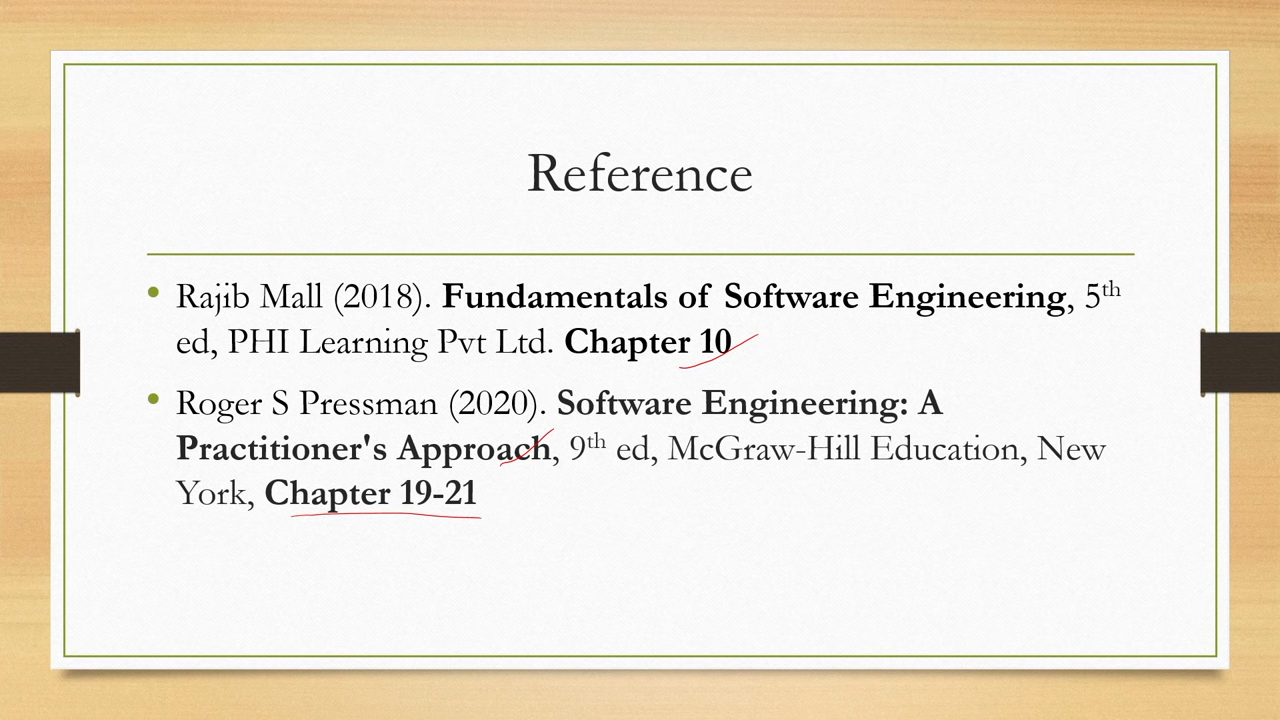 Reference
• Rajib Mall (2018). Fundamentals of Software Engineering, 5th
ed, PHI Learning Pvt Ltd. Chapter 10
• Roger S Pressman (2020). Software Engineering: A
Practitioner's Approach, 9th ed, McGraw-Hill Education, New
York, Chapter 19-21